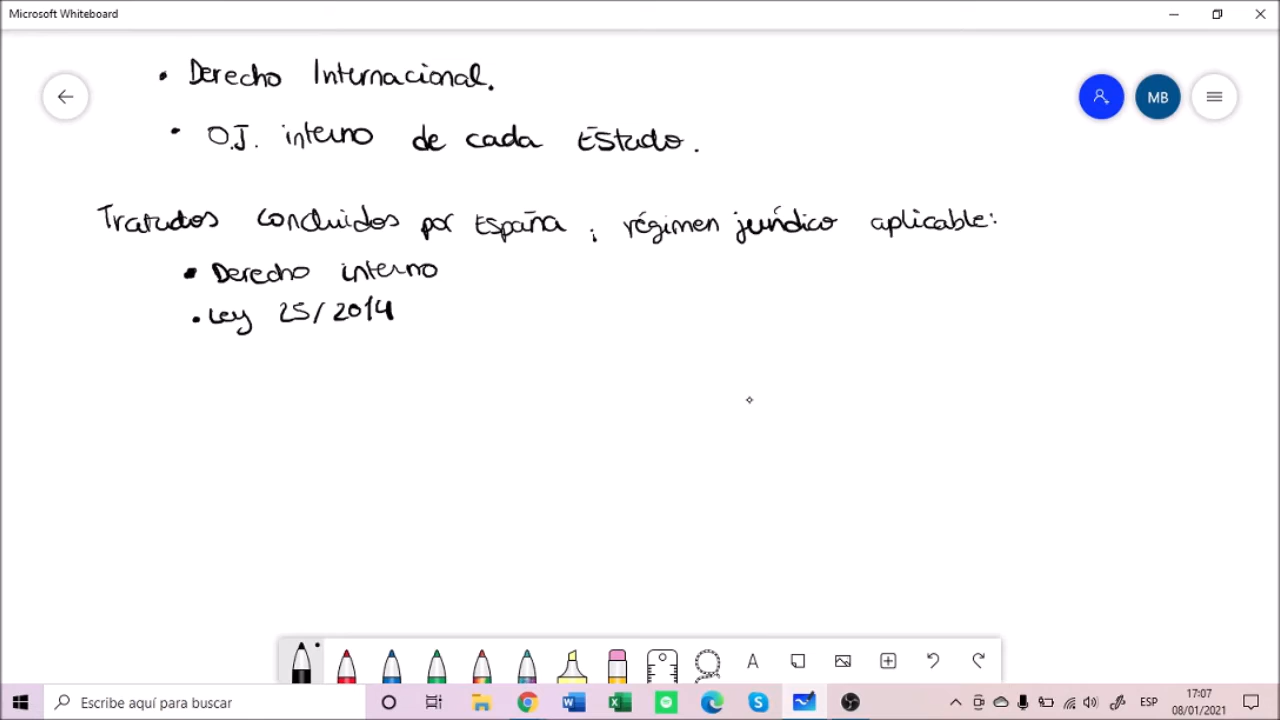 Microsoft Whiteboard
• Derecho Internacional.
MB
• O.J. interno de cada Estado.
Tratados concluidos por España ; régimen jurídico aplicable:
• Derecho interno
• Ley 25/2014
A
Escribe aquí para buscar
ESP
17:07
08/01/2021